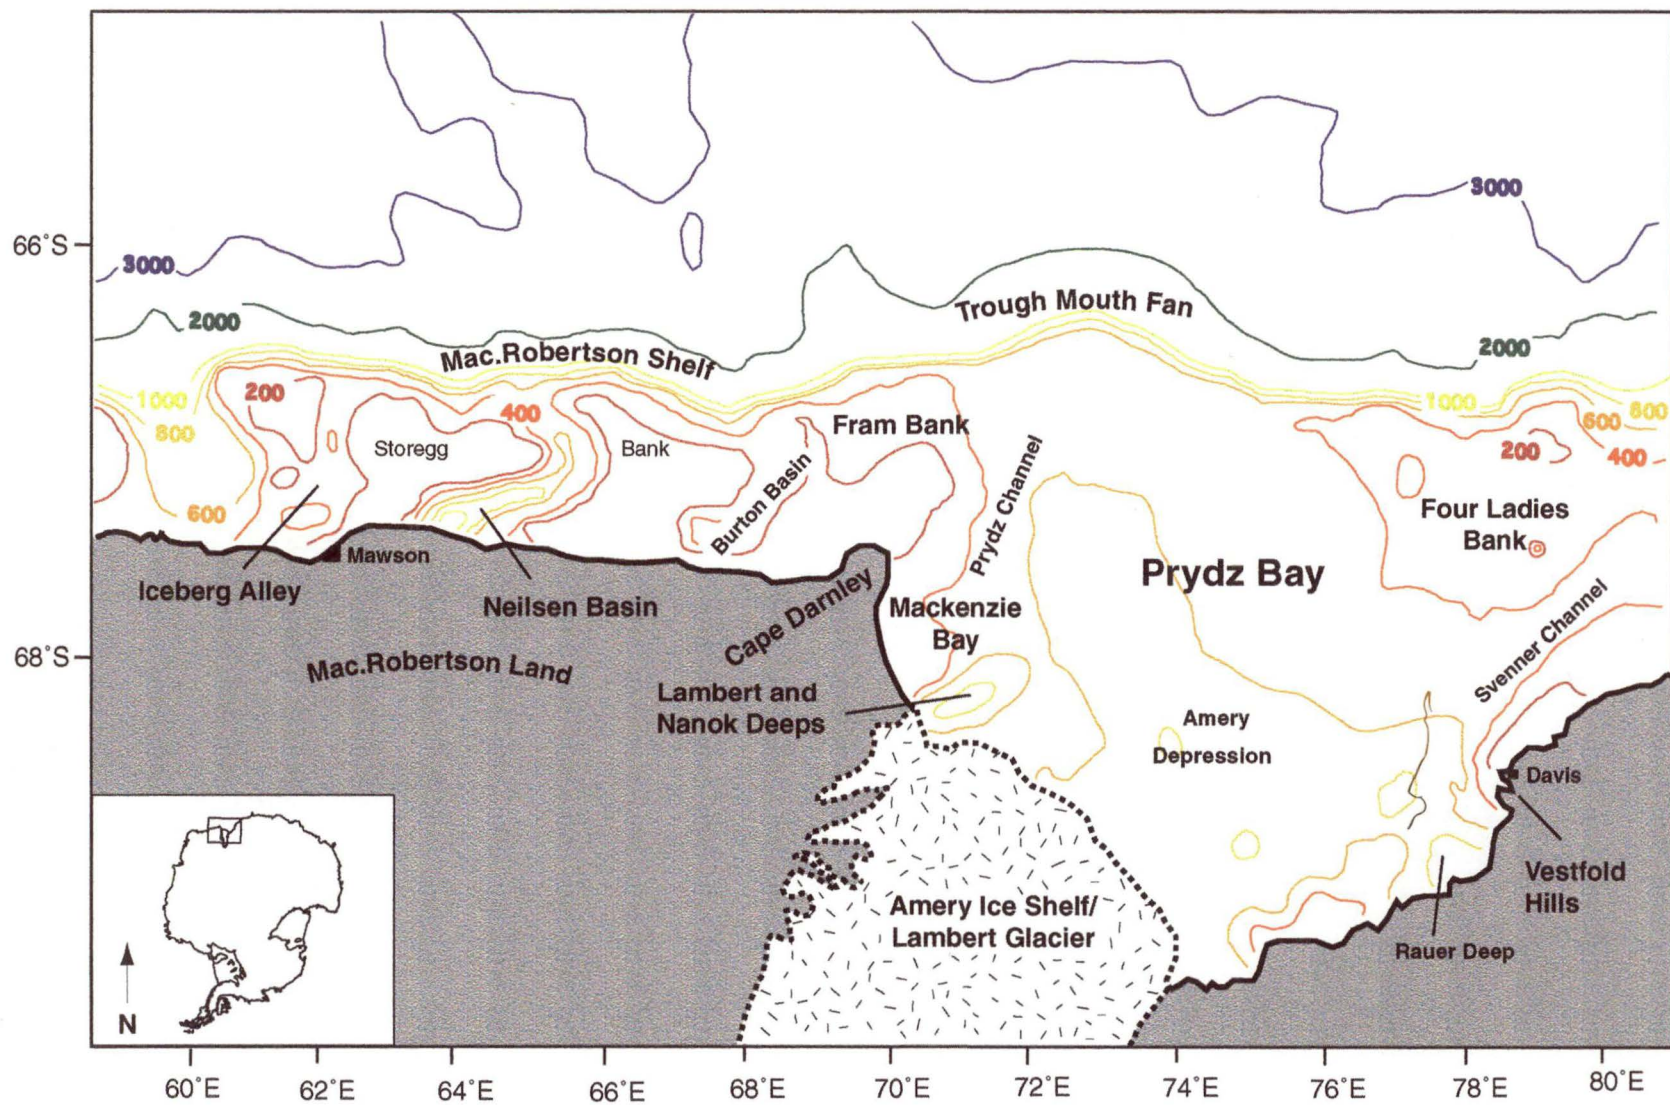 3000
66°S
3000
Trough Mouth Fan
2000
Mac.Robertson Shelf
2000
200
1000
400
1000
800
Fram Bank
600
800
Storegg
Bank
200
400
Burton Basin
Prydz Channel
Four Ladies
Bank
600
Mawson
Iceberg Alley
Neilsen Basin
Prydz Bay
Cape Darnley
Mackenzie
Bay
Svenner Channel
68°S
Mac.Robertson Land
Lambert and
Nanok Deeps
Amery
Depression
Davis
Vestfold
Hills
Amery Ice Shelf/
Lambert Glacier
Rauer Deep
N
60°E
62°E
64°E
66°E
68°E
70°E
72°E
74°E
76°E
78°E
80°E